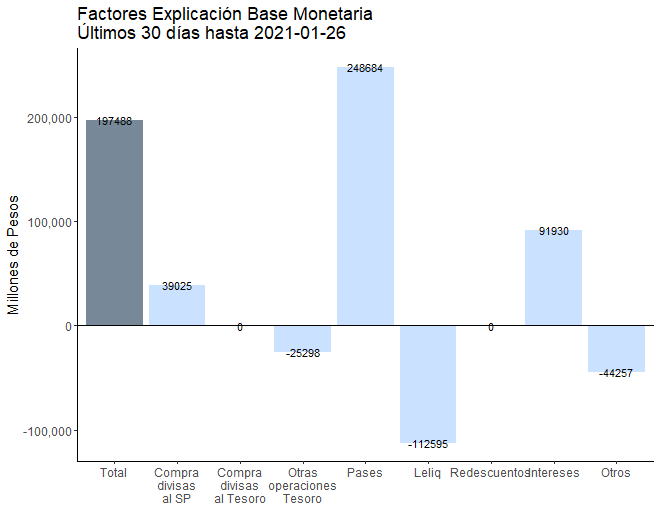 Factores Explicación Base Monetaria
Últimos 30 días hasta 2021-01-26
Millones de Pesos
200,000
100,000
0
-100,000
197488
39025
0
-25298
248684
-112595
0
91930
-44257
Total
Compra
divisas
al SP
Compra
divisas
al Tesoro
Otras
operaciones
Tesoro
Pases
Leliq
Redescuentos
Intereses
Otros